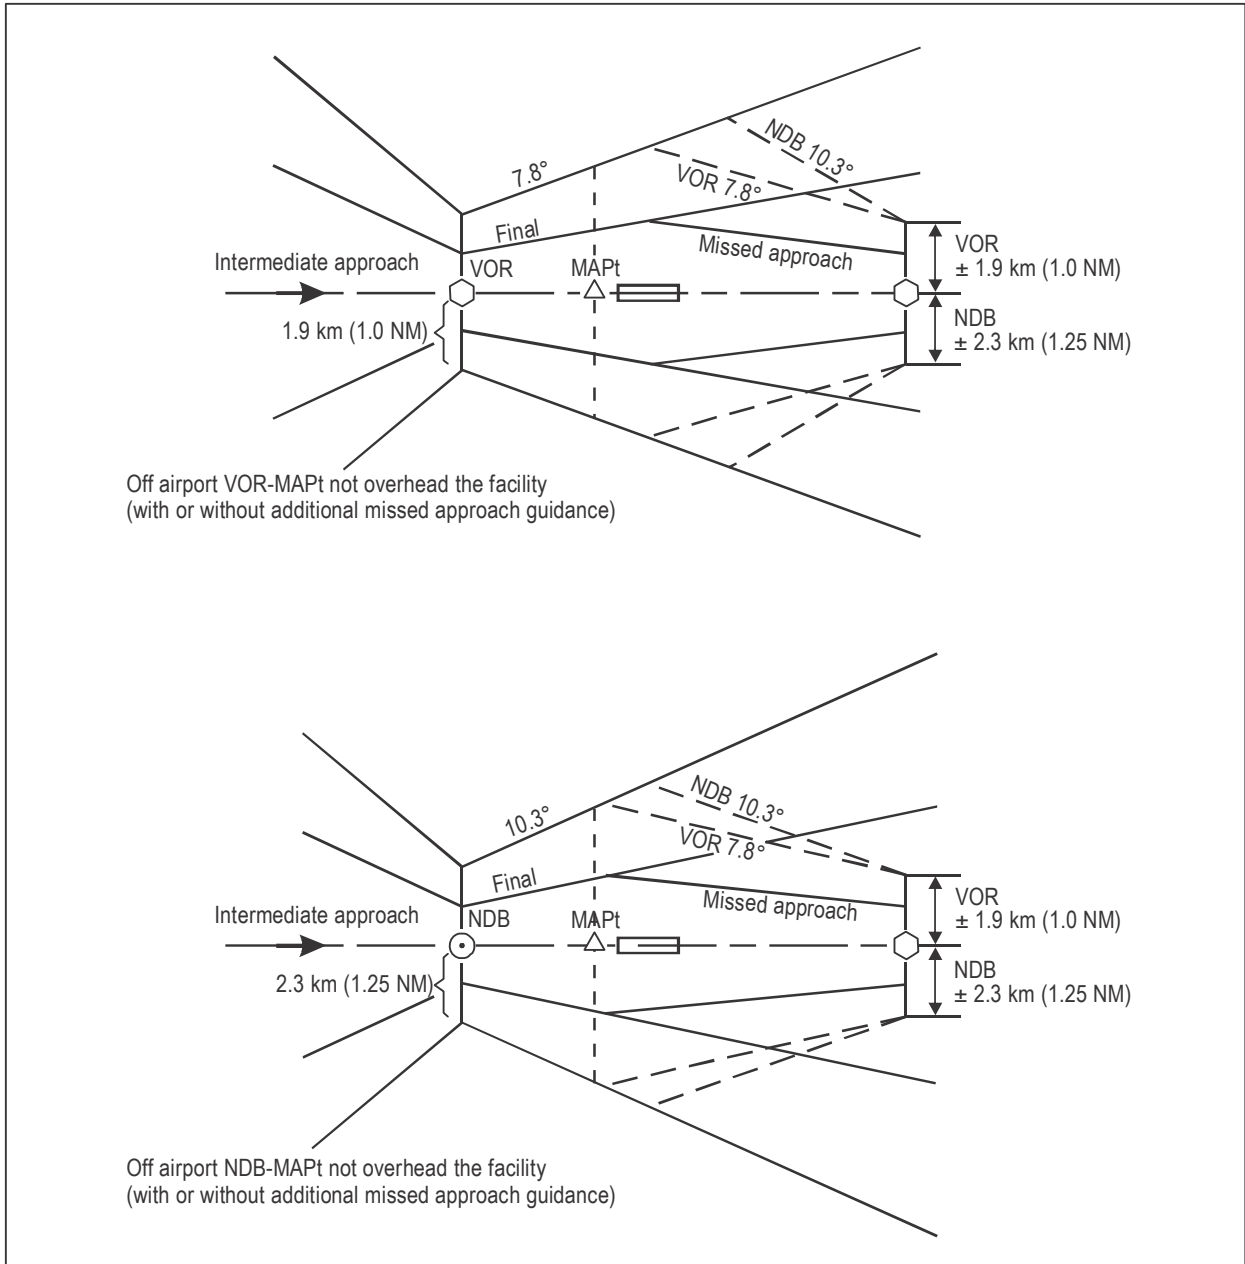 NDB 10.3°
7.8°
VOR 7.8°
Final
Missed approach
VOR
± 1.9 km (1.0 NM)
Intermediate approach
VOR
MAPt
1.9 km (1.0 NM)
NDB
± 2.3 km (1.25 NM)
Off airport VOR-MAPt not overhead the facility
(with or without additional missed approach guidance)
NDB 10.3°
10.3°
VOR 7.8°
Final
Missed approach
VOR
± 1.9 km (1.0 NM)
Intermediate approach
NDB
MAPt
2.3 km (1.25 NM)
NDB
± 2.3 km (1.25 NM)
Off airport NDB-MAPt not overhead the facility
(with or without additional missed approach guidance)